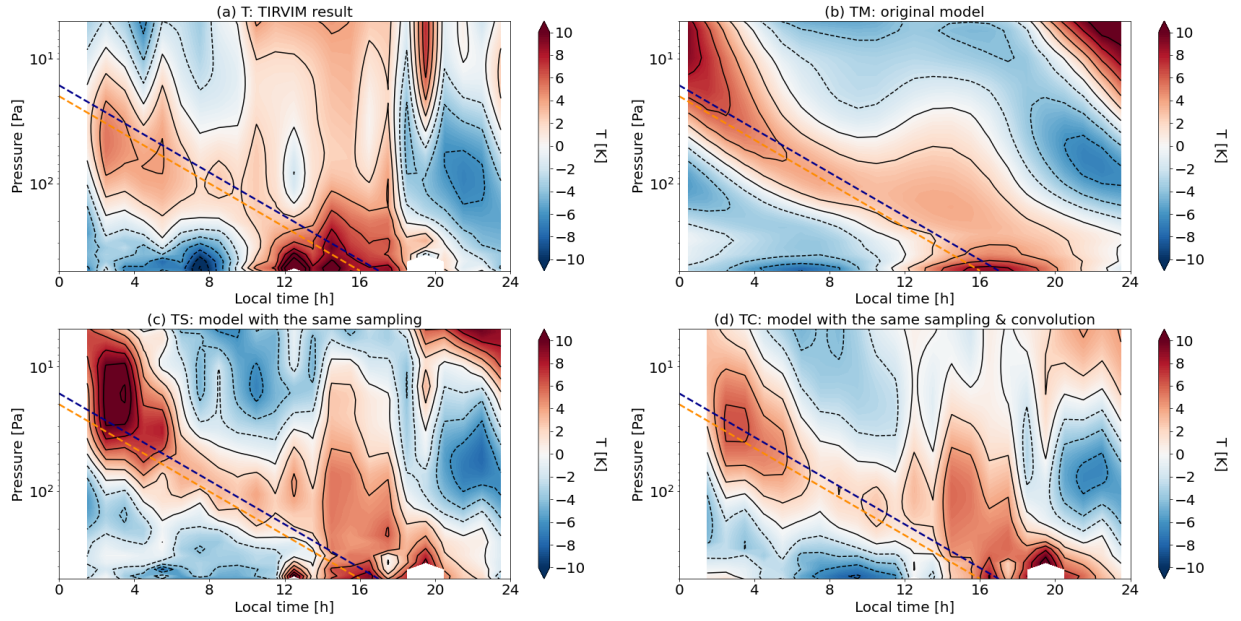 (a) T: TIRVIM result
Pressure [Pa]
10¹
10²
0 4 8 12 16 20 24
Local time [h]
10
8
6
4
2
0
−2
−4
−6
−8
−10
T [K]
(b) TM: original model
Pressure [Pa]
10¹
10²
0 4 8 12 16 20 24
Local time [h]
10
8
6
4
2
0
−2
−4
−6
−8
−10
T [K]
(c) TS: model with the same sampling
Pressure [Pa]
10¹
10²
0 4 8 12 16 20 24
Local time [h]
10
8
6
4
2
0
−2
−4
−6
−8
−10
T [K]
(d) TC: model with the same sampling & convolution
Pressure [Pa]
10¹
10²
0 4 8 12 16 20 24
Local time [h]
10
8
6
4
2
0
−2
−4
−6
−8
−10
T [K]